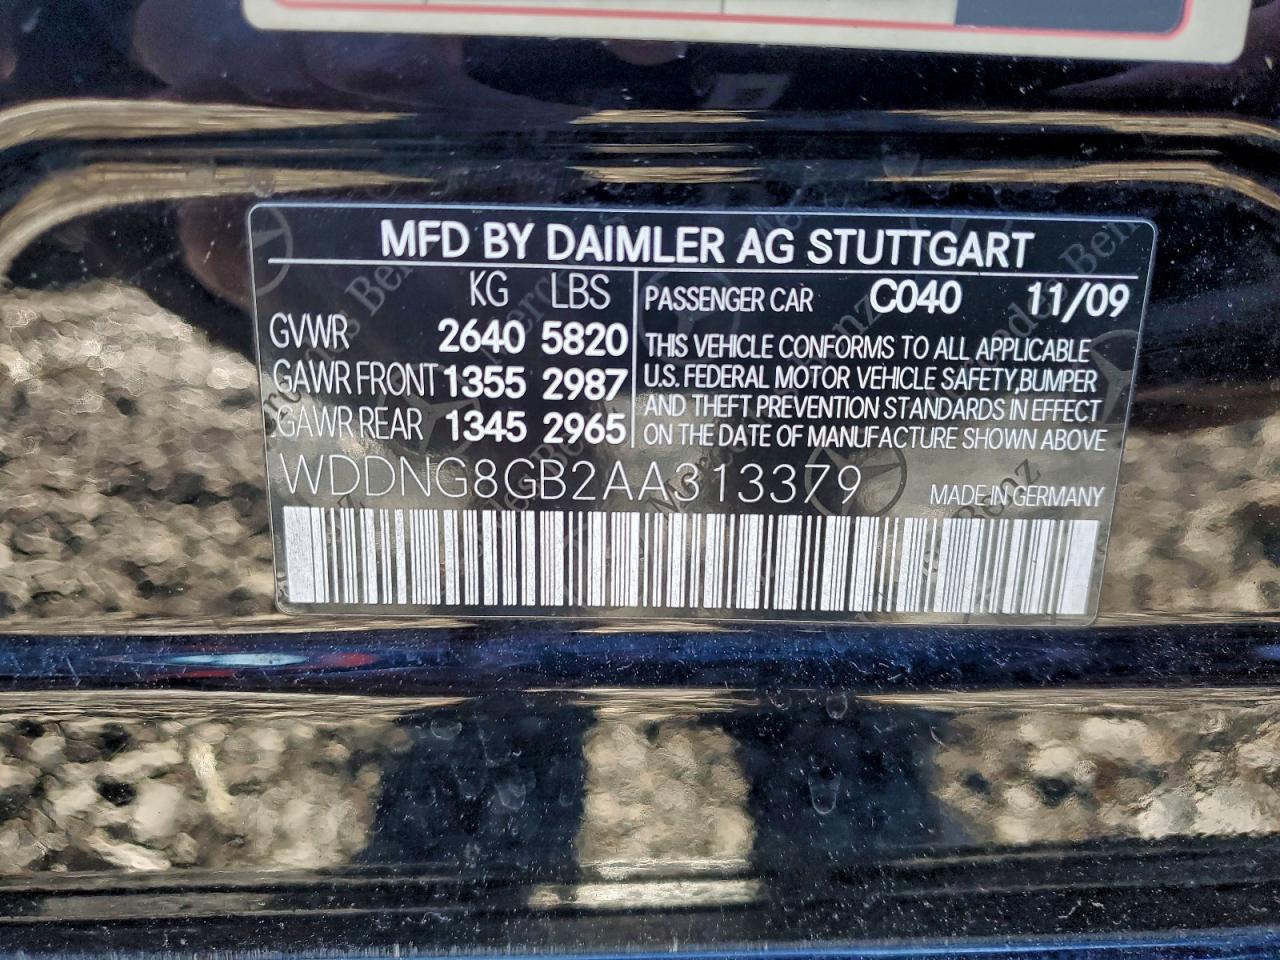 MFD BY DAIMLER AG STUTTGART
KG LBS
GVWR 2640 5820
GAWR FRONT 1355 2987
GAWR REAR 1345 2965
PASSENGER CAR C040 11/09
THIS VEHICLE CONFORMS TO ALL APPLICABLE
U.S. FEDERAL MOTOR VEHICLE SAFETY,BUMPER
AND THEFT PREVENTION STANDARDS IN EFFECT
ON THE DATE OF MANUFACTURE SHOWN ABOVE
WDDNG8GB2AA313379
MADE IN GERMANY